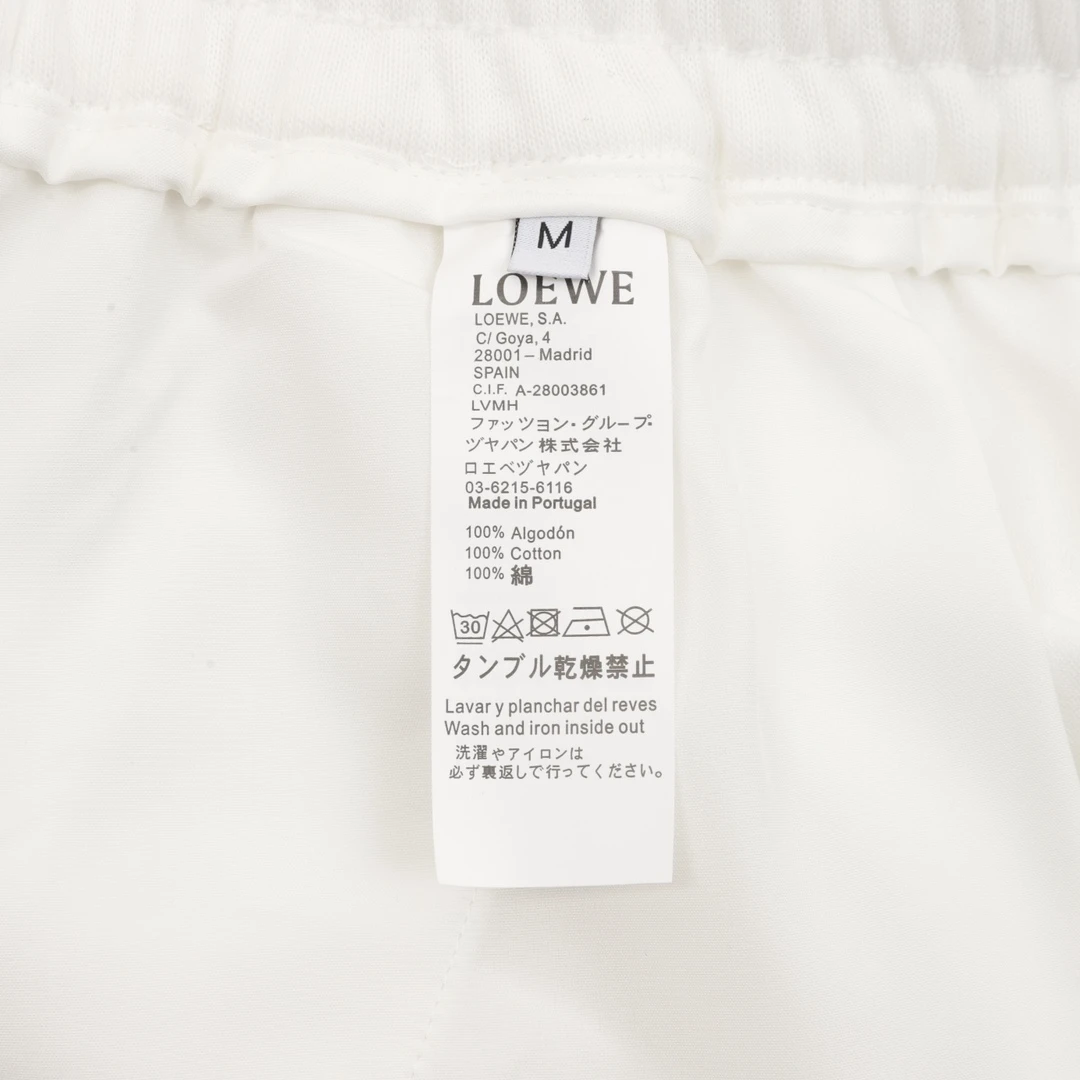 M
LOEWE
LOEWE, S.A.
C/ Goya, 4
28001 – Madrid
SPAIN
C.I.F. A-28003861
LVMH
ファッツョン・グループ・
ヅヤパン 株式会社
ロエベヅヤパン
03-6215-6116
Made in Portugal
100% Algodón
100% Cotton
100% 綿
30
タンブル乾燥禁止
Lavar y planchar del reves
Wash and iron inside out
洗濯やアイロンは
必ず裏返しで行ってください。